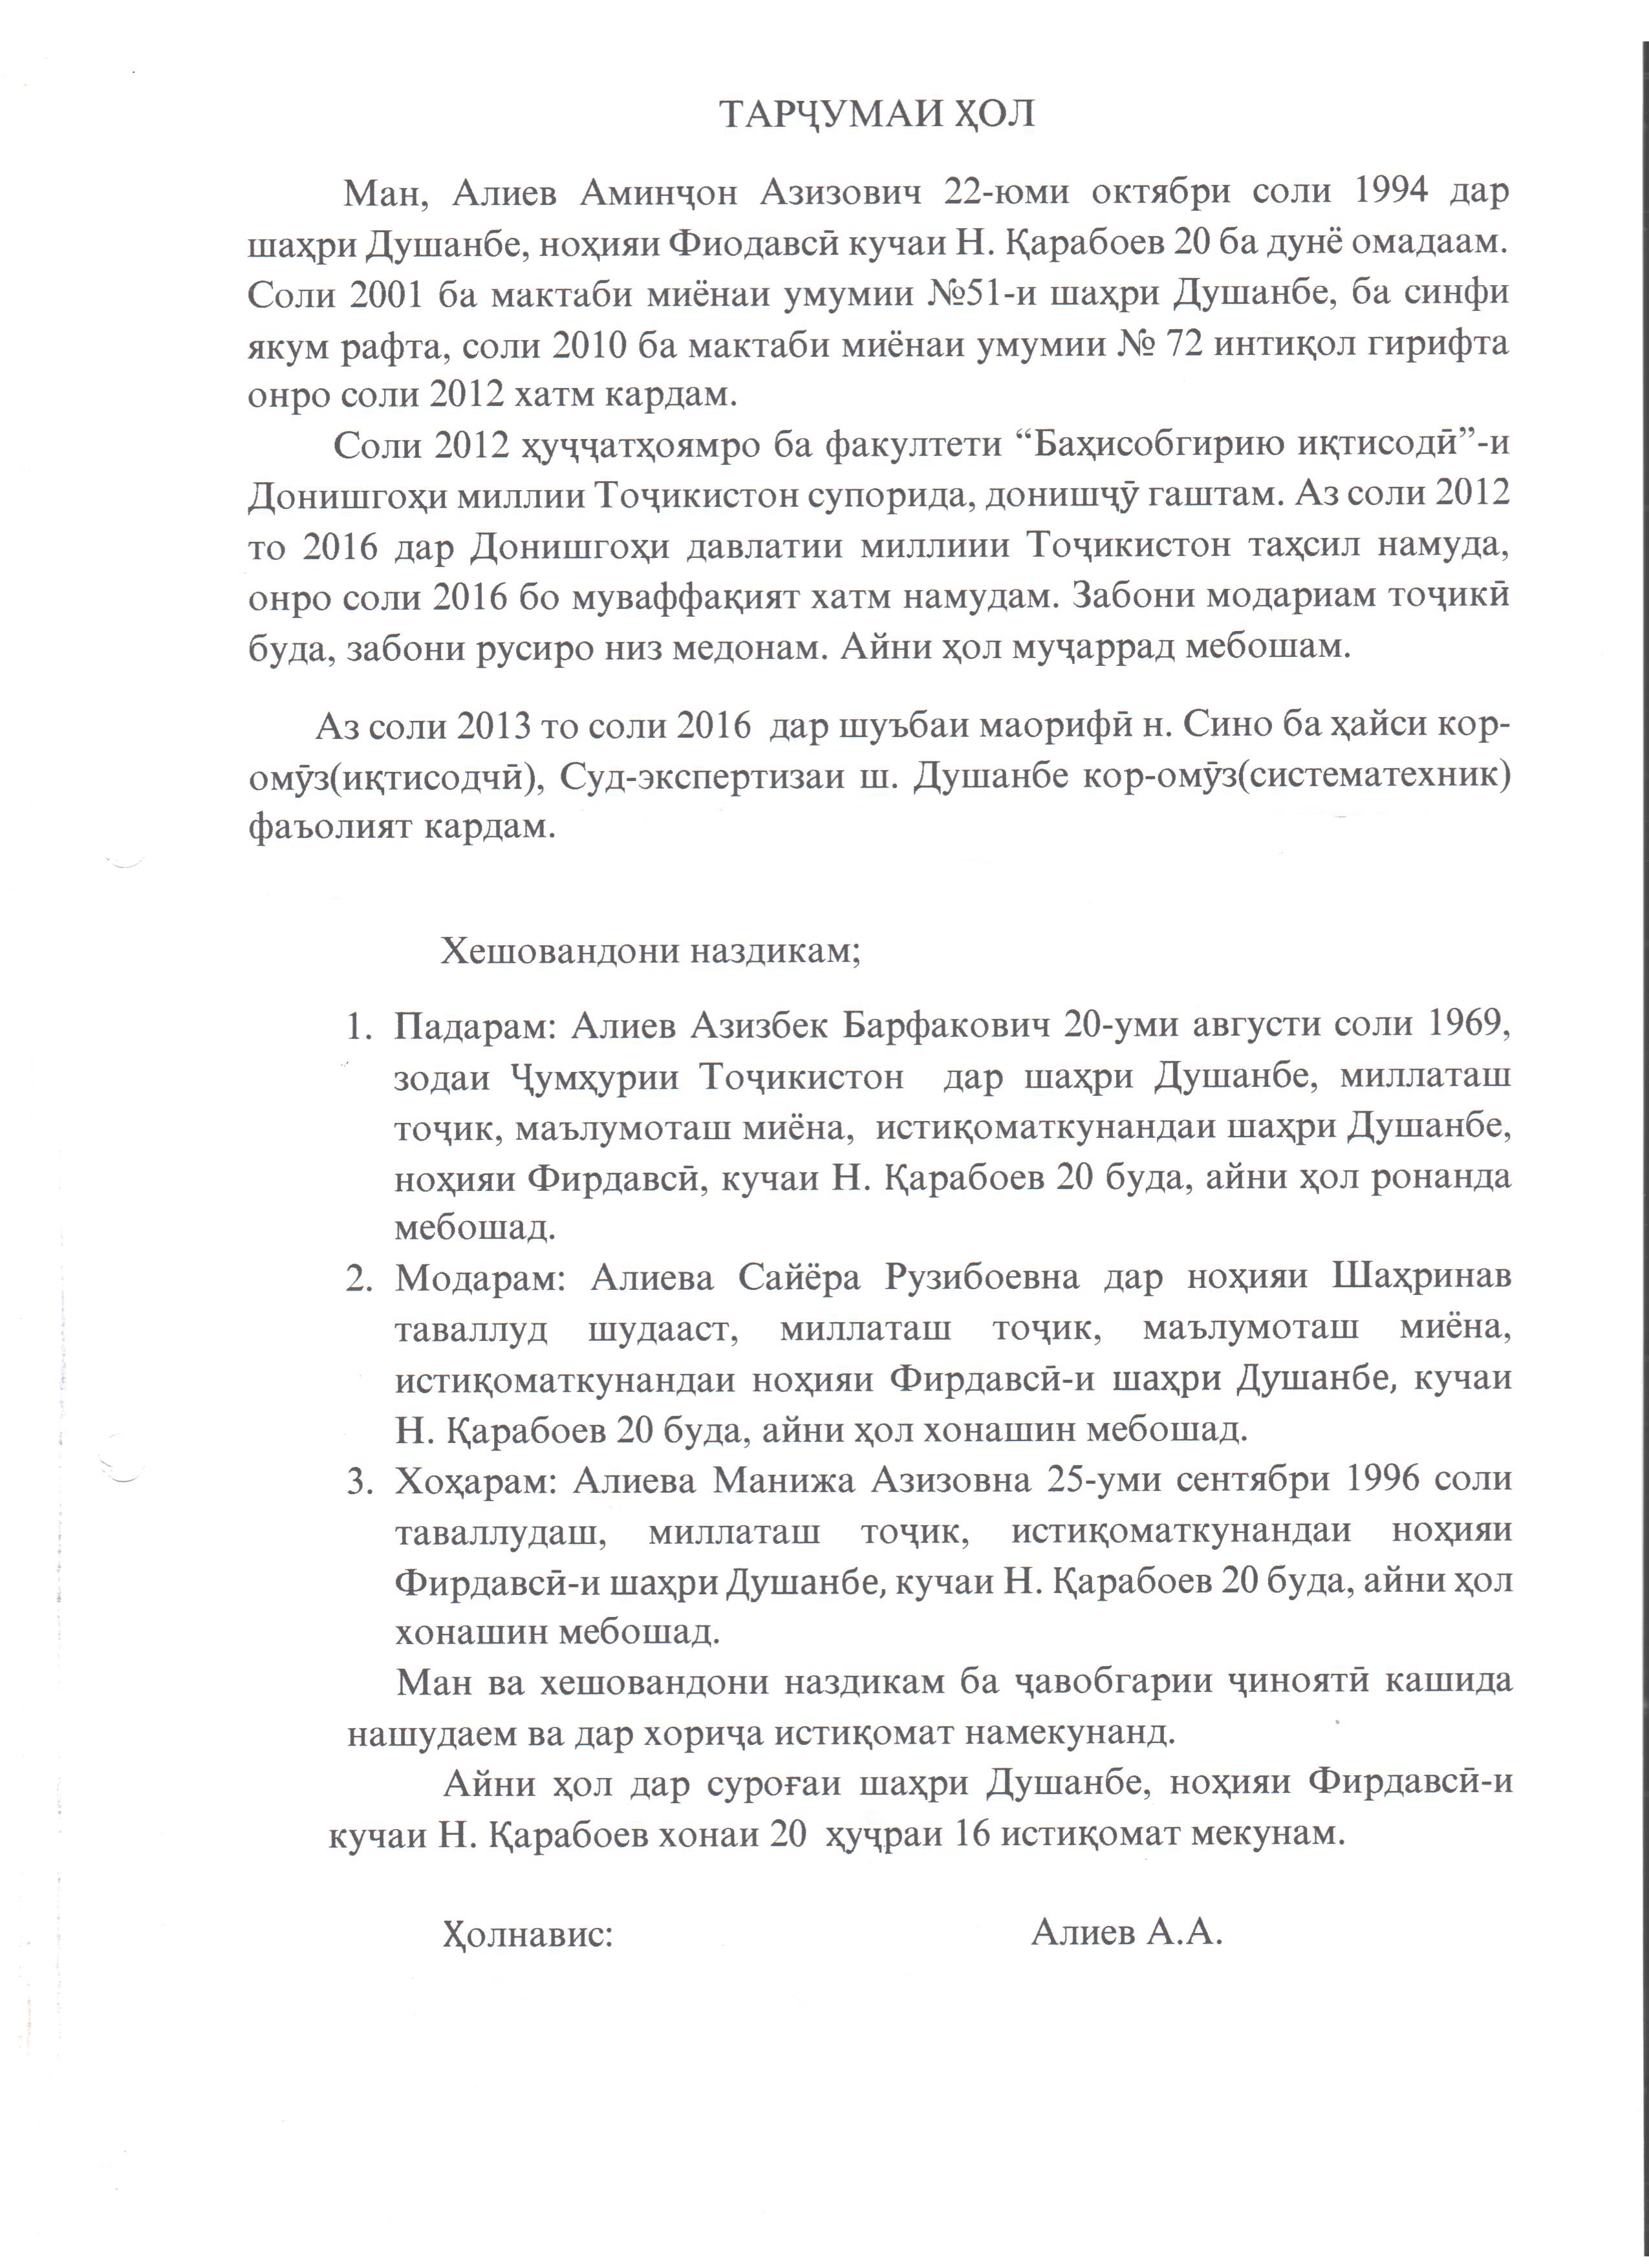 ТАРҶУМАИ ҲОЛ
Ман, Алиев Аминҷон Азизович 22-юми октябри соли 1994 дар
шаҳри Душанбе, ноҳияи Фиодавсӣ кучаи Н. Қарабоев 20 ба дунё омадаам.
Соли 2001 ба мактаби миёнаи умумии №51-и шаҳри Душанбе, ба синфи
якум рафта, соли 2010 ба мактаби миёнаи умумии № 72 интиқол гирифта
онро соли 2012 хатм кардам.
Соли 2012 ҳуҷҷатҳоямро ба факултети “Баҳисобгирию иқтисодӣ”-и
Донишгоҳи миллии Тоҷикистон супорида, донишҷӯ гаштам. Аз соли 2012
то 2016 дар Донишгоҳи давлатии миллиии Тоҷикистон таҳсил намуда,
онро соли 2016 бо муваффақият хатм намудам. Забони модариам тоҷикӣ
буда, забони русиро низ медонам. Айни ҳол муҷаррад мебошам.
Аз соли 2013 то соли 2016 дар шуъбаи маорифӣ н. Сино ба ҳайси кор-
омӯз(иқтисодчӣ), Суд-экспертизаи ш. Душанбе кор-омӯз(систематехник)
фаъолият кардам.
Хешовандони наздикам;
1. Падарам: Алиев Азизбек Барфакович 20-уми августи соли 1969,
зодаи Ҷумҳурии Тоҷикистон дар шаҳри Душанбе, миллаташ
тоҷик, маълумоташ миёна, истиқоматкунандаи шаҳри Душанбе,
ноҳияи Фирдавсӣ, кучаи Н. Қарабоев 20 буда, айни ҳол ронанда
мебошад.
2. Модарам: Алиева Сайёра Рузибоевна дар ноҳияи Шаҳринав
таваллуд шудааст, миллаташ тоҷик, маълумоташ миёна,
истиқоматкунандаи ноҳияи Фирдавсӣ-и шаҳри Душанбе, кучаи
Н. Қарабоев 20 буда, айни ҳол хонашин мебошад.
3. Хоҳарам: Алиева Манижа Азизовна 25-уми сентябри 1996 соли
таваллудаш, миллаташ тоҷик, истиқоматкунандаи ноҳияи
Фирдавсӣ-и шаҳри Душанбе, кучаи Н. Қарабоев 20 буда, айни ҳол
хонашин мебошад.
Ман ва хешовандони наздикам ба ҷавобгарии ҷиноятӣ кашида
нашудаем ва дар хориҷа истиқомат намекунанд.
Айни ҳол дар суроғаи шаҳри Душанбе, ноҳияи Фирдавсӣ-и
кучаи Н. Қарабоев хонаи 20 ҳуҷраи 16 истиқомат мекунам.
Ҳолнавис: Алиев А.А.